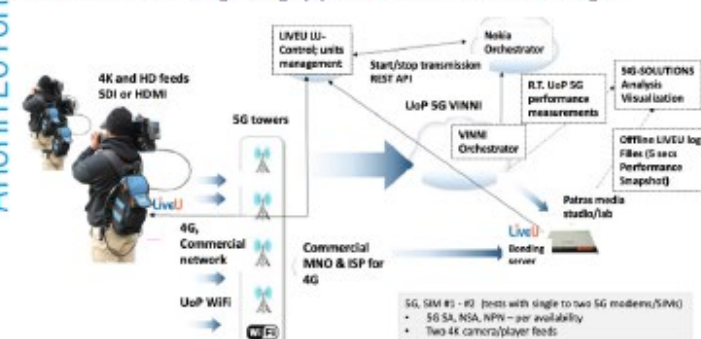 LIVEU LU-
Control; units
management
Nokia
Orchestrator
Start/stop transmission
REST API
4K and HD feeds
SDI or HDMI
5G towers
UoP 5G VINNI
R.T. UoP 5G
performance
measurements
5G-SOLUTIONS
Analysis
Visualization
VINNI
Orchestrator
Offline LIVEU log
Files (5 secs
Performance
Snapshot)
LiveU
4G,
Commercial
network
Commercial
MNO & ISP for
4G
Patras media
studio/lab
LiveU
Bonding
server
UoP WiFi
WiFi
5G, SIM #1 - #2 (tests with single to two 5G modems/SIMs)
• 5G SA, NSA, NPN – per availability
• Two 4K camera/player feeds